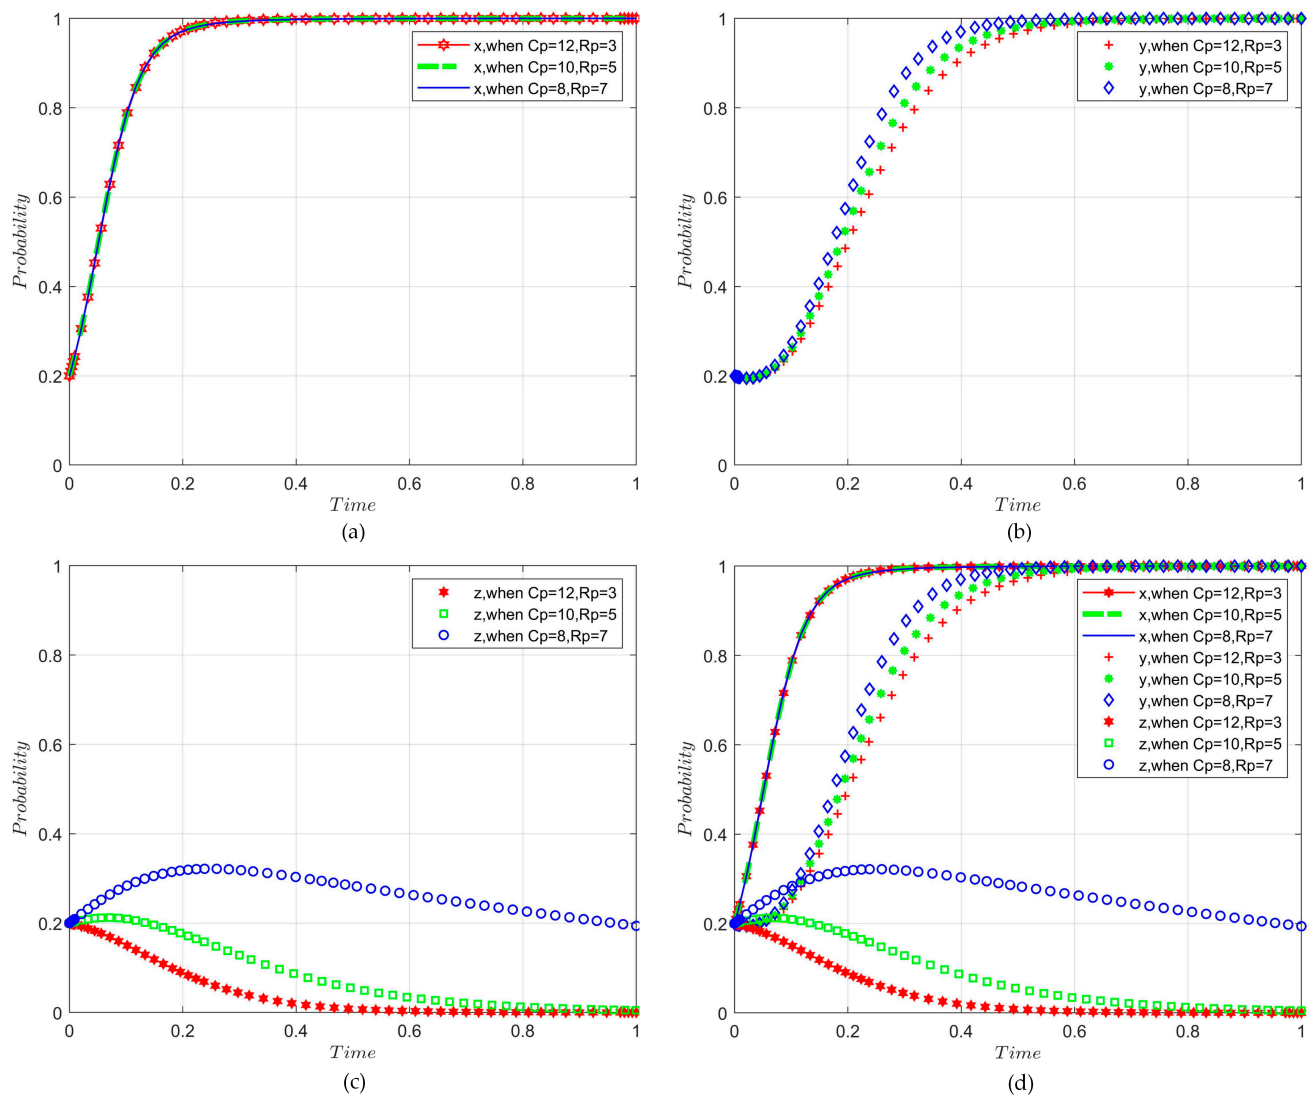 1
0.8
0.6
0.4
0.2
0
Probability
0
0.2
0.4
0.6
0.8
1
Time
x,when Cp=12,Rp=3
x,when Cp=10,Rp=5
x,when Cp=8,Rp=7
(a)
1
0.8
0.6
0.4
0.2
0
Probability
0
0.2
0.4
0.6
0.8
1
Time
y,when Cp=12,Rp=3
y,when Cp=10,Rp=5
y,when Cp=8,Rp=7
(b)
1
0.8
0.6
0.4
0.2
0
Probability
0
0.2
0.4
0.6
0.8
1
Time
z,when Cp=12,Rp=3
z,when Cp=10,Rp=5
z,when Cp=8,Rp=7
(c)
1
0.8
0.6
0.4
0.2
0
Probability
0
0.2
0.4
0.6
0.8
1
Time
x,when Cp=12,Rp=3
x,when Cp=10,Rp=5
x,when Cp=8,Rp=7
y,when Cp=12,Rp=3
y,when Cp=10,Rp=5
y,when Cp=8,Rp=7
z,when Cp=12,Rp=3
z,when Cp=10,Rp=5
z,when Cp=8,Rp=7
(d)